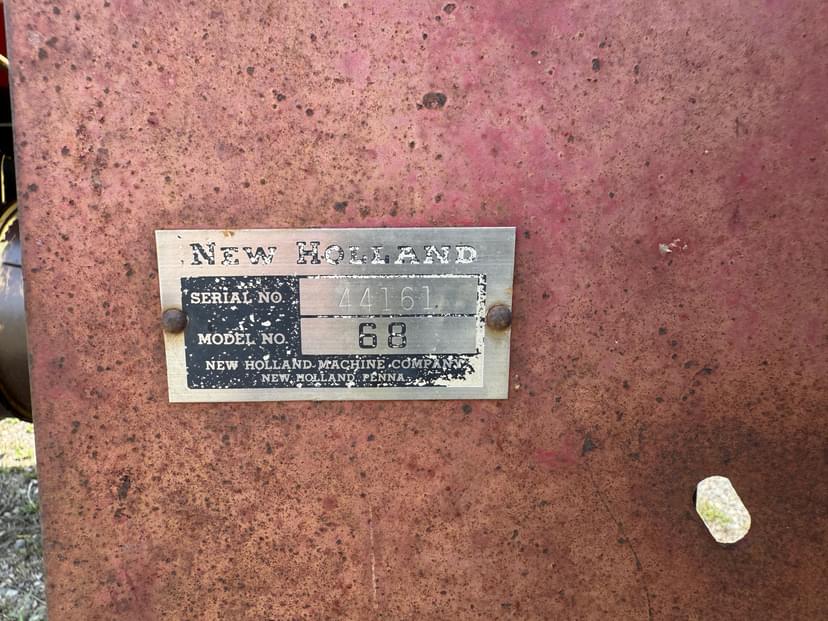 NEW HOLLAND
SERIAL NO. 44161
MODEL NO. 68
NEW HOLLAND MACHINE COMPANY
NEW HOLLAND, PENNA.